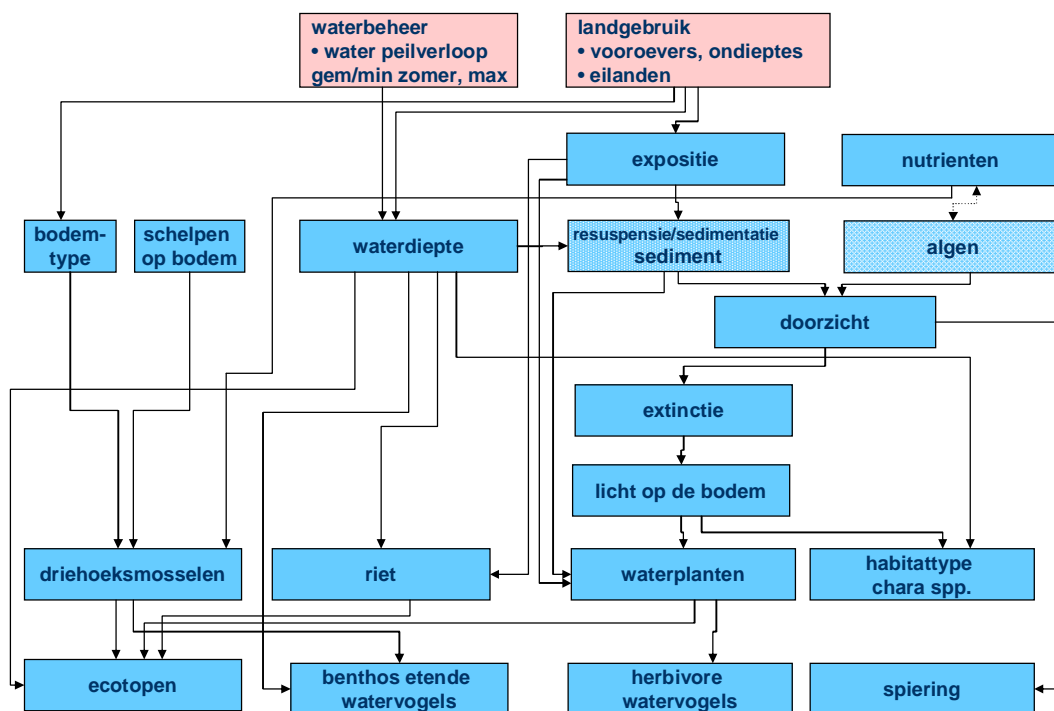 waterbeheer
• water peilverloop
gem/min zomer, max
landgebruik
• vooroevers, ondieptes
• eilanden
expositie
nutrienten
bodem-
type
schelpen
op bodem
waterdiepte
resuspensie/sedimentatie
sediment
algen
doorzicht
extinctie
licht op de bodem
driehoeksmosselen
riet
waterplanten
habitattype
chara spp.
ecotopen
benthos etende
watervogels
herbivore
watervogels
spiering